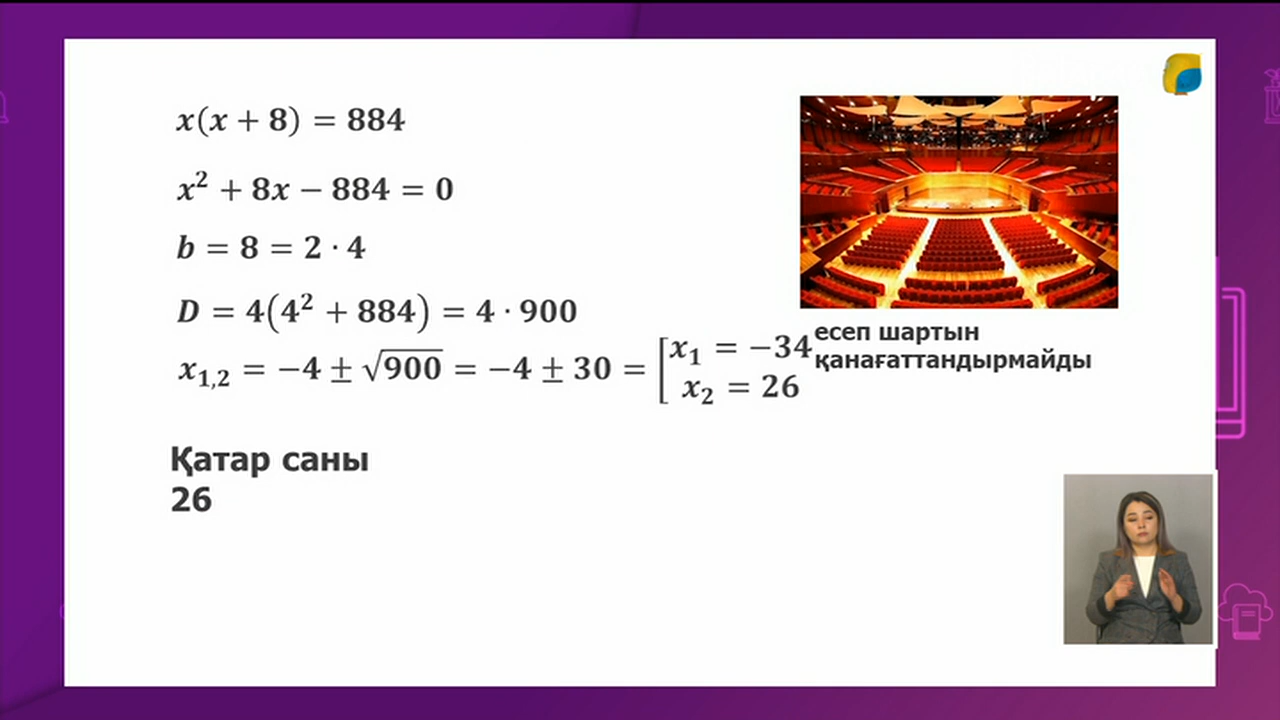 x(x + 8) = 884
x² + 8x − 884 = 0
b = 8 = 2 · 4
D = 4(4² + 884) = 4 · 900
x₁,₂ = −4 ± √900 = −4 ± 30 = [x₁ = −34
x₂ = 26
есеп шартын
қанағаттандырмайды
Қатар саны
26